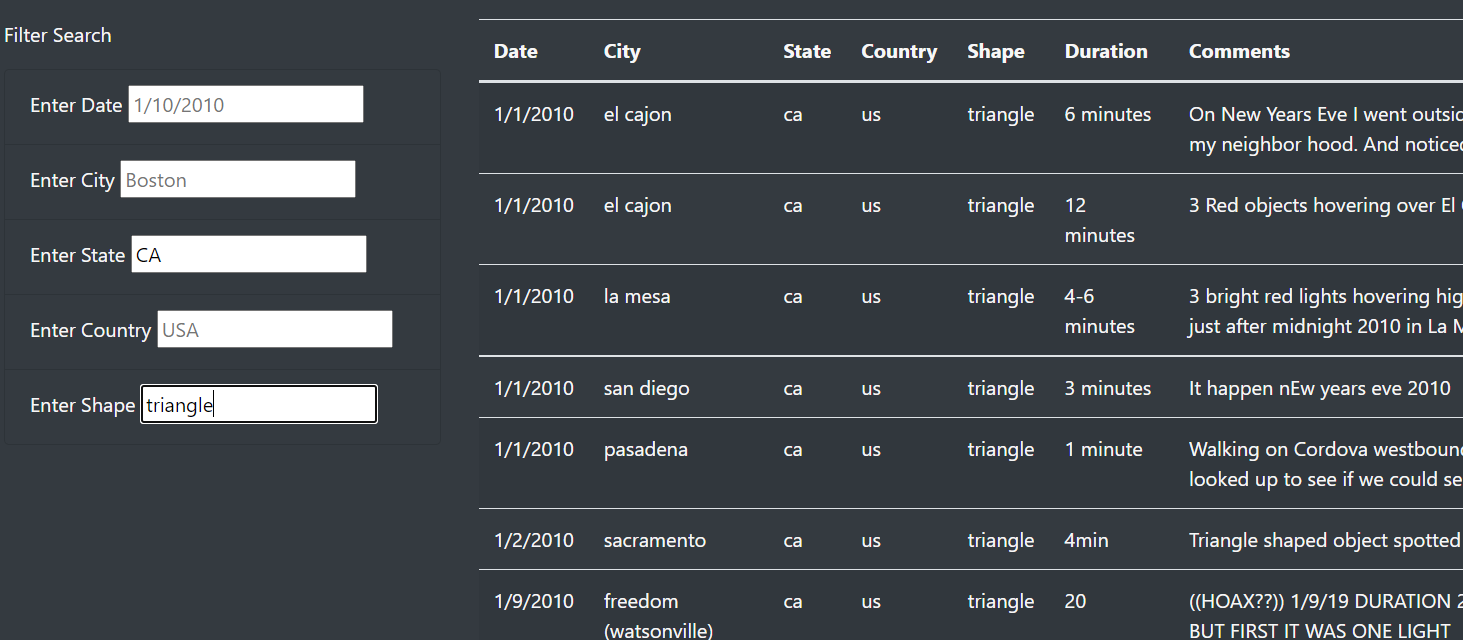 Filter Search
Enter Date 1/10/2010
Enter City Boston
Enter State CA
Enter Country USA
Enter Shape triangle
Date City State Country Shape Duration Comments
1/1/2010 el cajon ca us triangle 6 minutes On New Years Eve I went outsid
my neighbor hood. And noticed
1/1/2010 el cajon ca us triangle 12 3 Red objects hovering over El
minutes
1/1/2010 la mesa ca us triangle 4-6 3 bright red lights hovering hig
minutes just after midnight 2010 in La M
1/1/2010 san diego ca us triangle 3 minutes It happen nEw years eve 2010
1/1/2010 pasadena ca us triangle 1 minute Walking on Cordova westbound
looked up to see if we could se
1/2/2010 sacramento ca us triangle 4min Triangle shaped object spotted
1/9/2010 freedom ca us triangle 20 ((HOAX??)) 1/9/19 DURATION 2
(watsonville) BUT FIRST IT WAS ONE LIGHT